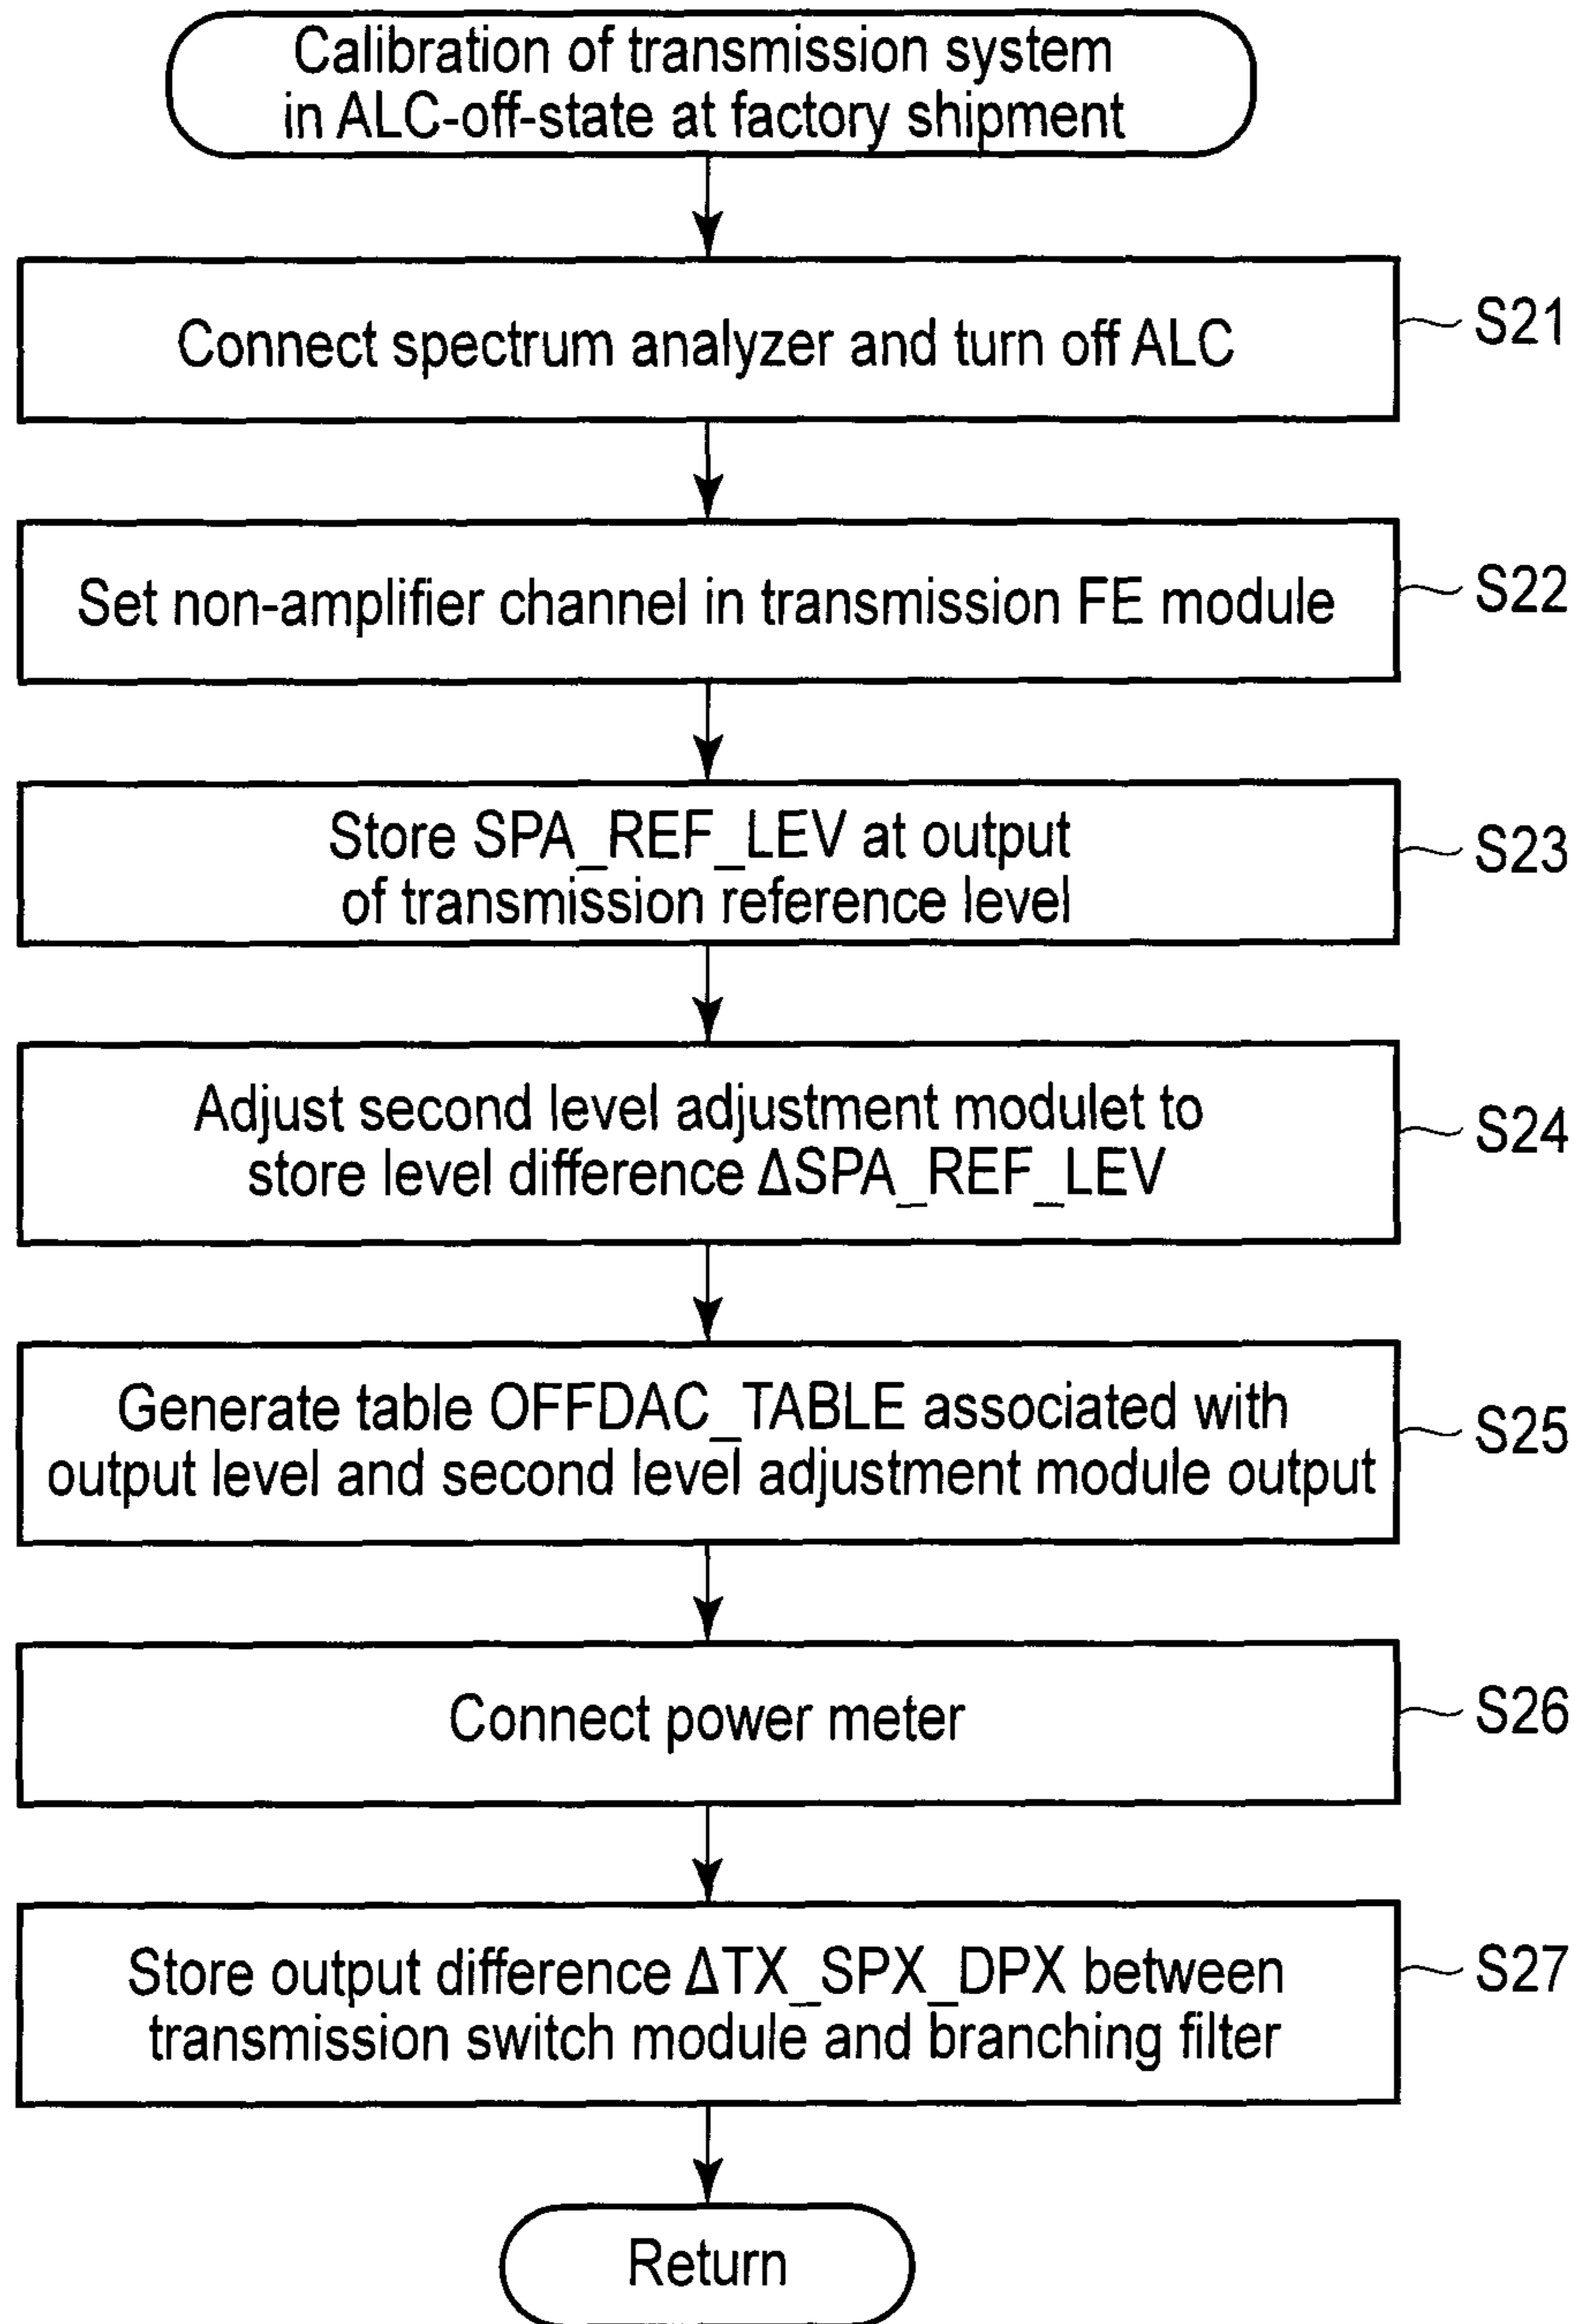 Calibration of transmission system
in ALC-off-state at factory shipment
Connect spectrum analyzer and turn off ALC
S21
Set non-amplifier channel in transmission FE module
S22
Store SPA_REF_LEV at output
of transmission reference level
S23
Adjust second level adjustment modulet to
store level difference ΔSPA_REF_LEV
S24
Generate table OFFDAC_TABLE associated with
output level and second level adjustment module output
S25
Connect power meter
S26
Store output difference ΔTX_SPX_DPX between
transmission switch module and branching filter
S27
Return